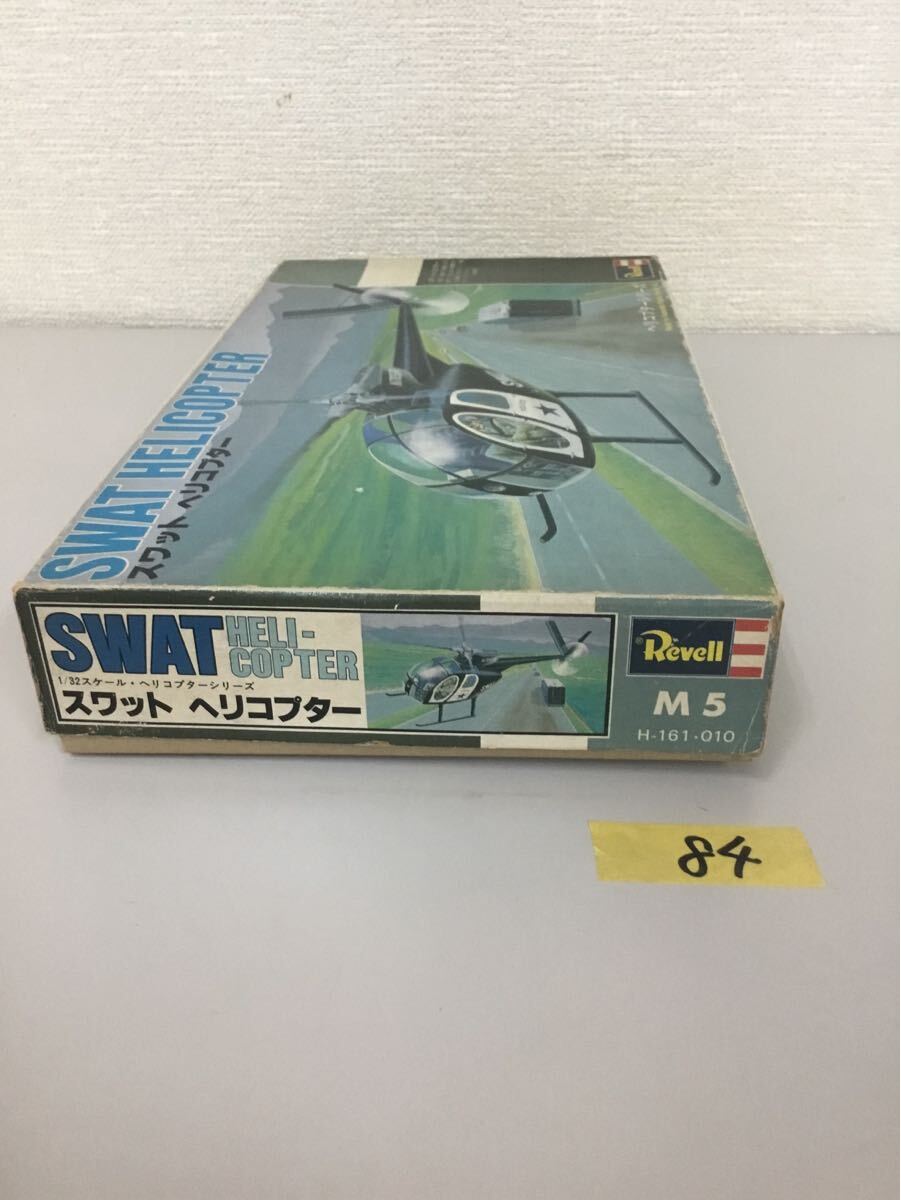 Revell
SWAT HELICOPTER
スワット ヘリコプター
SWAT HELI-
COPTER
1/32スケール・ヘリコプターシリーズ
スワット ヘリコプター
Revell
M5
H-161・010
84